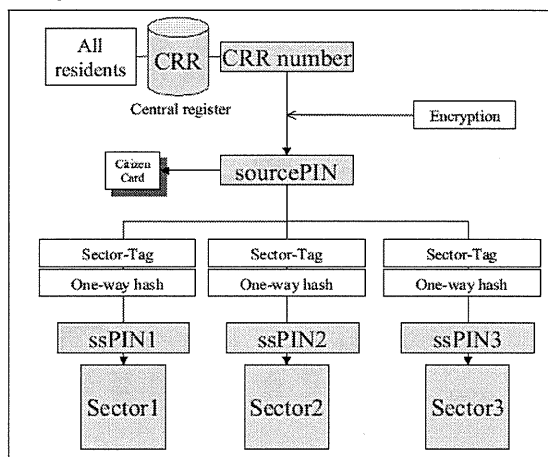 All
residents
CRR
CRR number
Central register
Encryption
Citizen
Card
sourcePIN
Sector-Tag
Sector-Tag
Sector-Tag
One-way hash
One-way hash
One-way hash
ssPIN1
ssPIN2
ssPIN3
Sector1
Sector2
Sector3